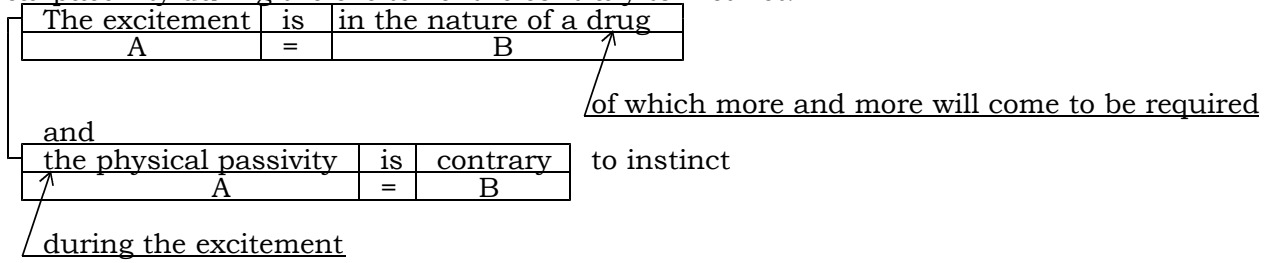 The excitement is in the nature of a drug
A = B
of which more and more will come to be required
and
the physical passivity is contrary to instinct
A = B
during the excitement